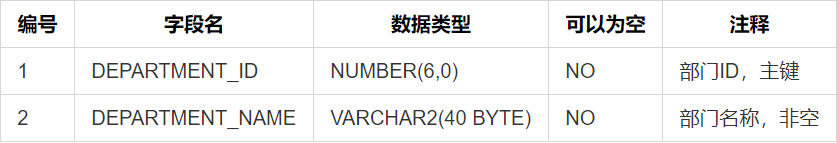 编号 字段名 数据类型 可以为空 注释
1 DEPARTMENT_ID NUMBER(6,0) NO 部门ID，主键
2 DEPARTMENT_NAME VARCHAR2(40 BYTE) NO 部门名称，非空